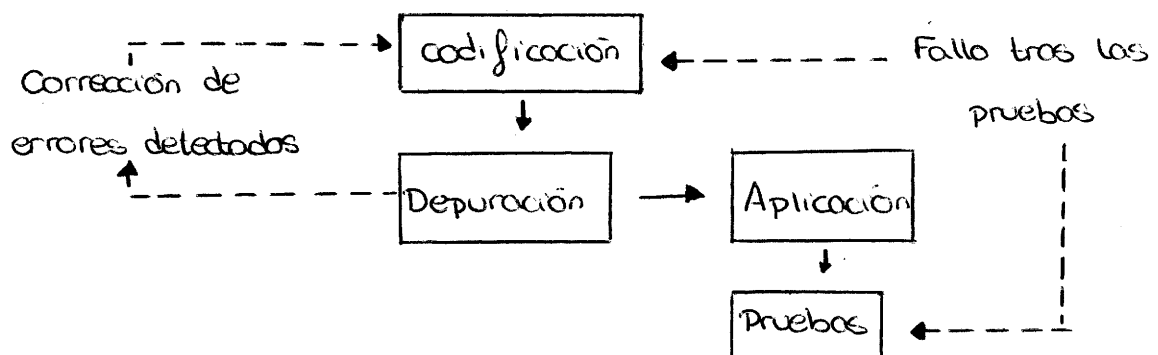 codificación
Fallo tras las
pruebas
Corrección de
errores detectados
Depuración
Aplicación
Pruebas